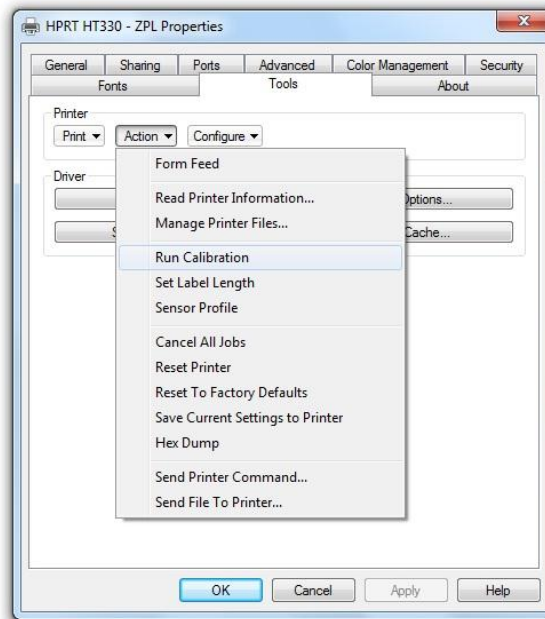 HPRT HT330 - ZPL Properties
General Sharing Ports Advanced Color Management Security
Fonts Tools About
Printer
Print Action Configure
Form Feed
Driver
Read Printer Information...
Options...
Manage Printer Files...
Cache...
Run Calibration
Set Label Length
Sensor Profile
Cancel All Jobs
Reset Printer
Reset To Factory Defaults
Save Current Settings to Printer
Hex Dump
Send Printer Command...
Send File To Printer...
OK Cancel Apply Help